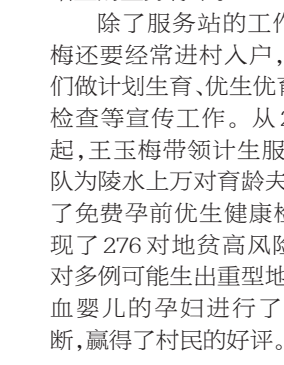 除了服务站的工作
梅还要经常进村入户,
们做计划生育、优生优育
检查等宣传工作。从2
起,王玉梅带领计生服
队为陵水上万对育龄夫
了免费孕前优生健康检
现了276对地贫高风险
对多例可能生出重型地
血婴儿的孕妇进行了
断,赢得了村民的好评。